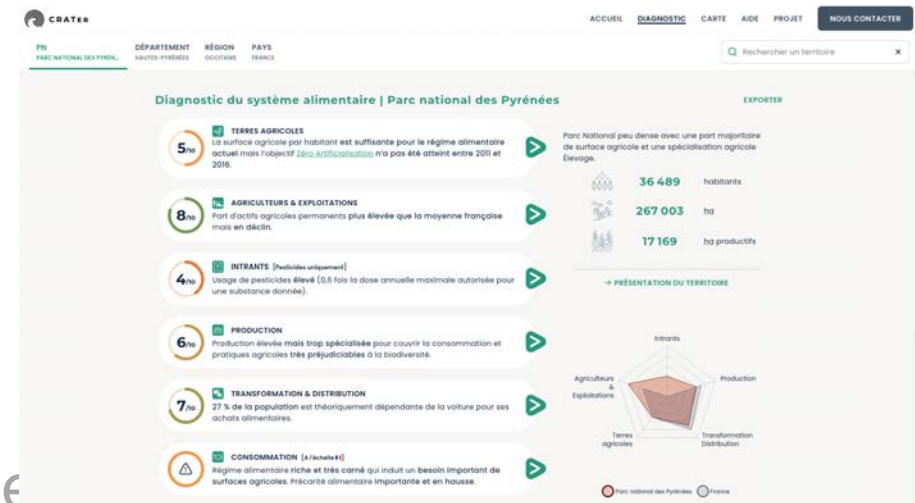 CRATER
ACCUEIL DIAGNOSTIC CARTE AIDE PROJET NOUS CONTACTER
PN DÉPARTEMENT RÉGION PAYS
PARC NATIONAL DES PYRÉN... HAUTES-PYRÉNÉES OCCITANIE FRANCE
Rechercher un territoire ×
Diagnostic du système alimentaire | Parc national des Pyrénées
EXPORTER
5/10
TERRES AGRICOLES
La surface agricole par habitant est suffisante pour le régime alimentaire
actuel mais l'objectif Zéro Artificialisation n'a pas été atteint entre 2011 et
2016.
8/10
AGRICULTEURS & EXPLOITATIONS
Part d'actifs agricoles permanents plus élevée que la moyenne française
mais en déclin.
4/10
INTRANTS [Pesticides uniquement]
Usage de pesticides élevé (0,6 fois la dose annuelle maximale autorisée pour
une substance donnée).
6/10
PRODUCTION
Production élevée mais trop spécialisée pour couvrir la consommation et
pratiques agricoles très préjudiciables à la biodiversité.
7/10
TRANSFORMATION & DISTRIBUTION
27 % de la population est théoriquement dépendante de la voiture pour ses
achats alimentaires.
CONSOMMATION [A l'échelle]
Régime alimentaire riche et très carné qui induit un besoin important de
surfaces agricoles. Précarité alimentaire importante et en hausse.
Parc National peu dense avec une part majoritaire
de surface agricole et une spécialisation agricole
Élevage.
36 489 habitants
267 003 ha
17 169 ha productifs
→ PRÉSENTATION DU TERRITOIRE
Intrants
Agriculteurs
&
Exploitations
Production
Terres
agricoles
Transformation
Distribution
Parc national des Pyrénées France